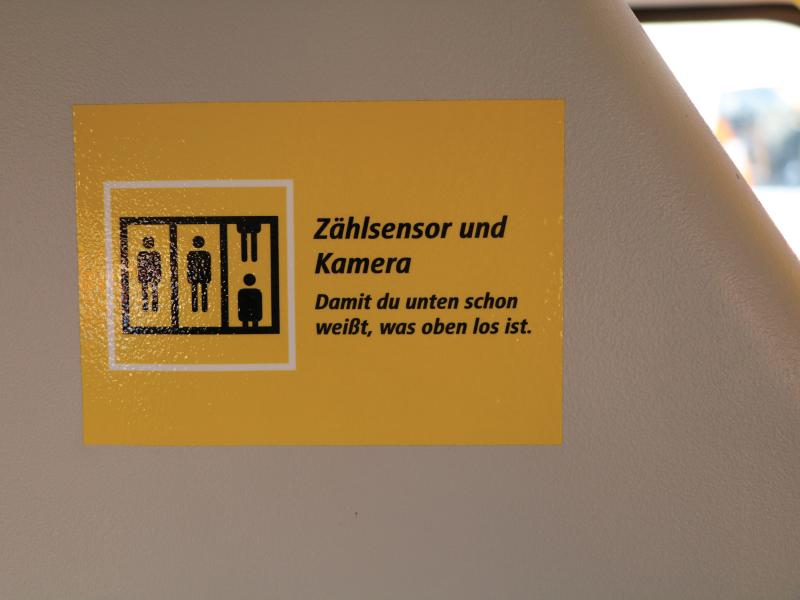 Zählsensor und
Kamera
Damit du unten schon
weißt, was oben los ist.